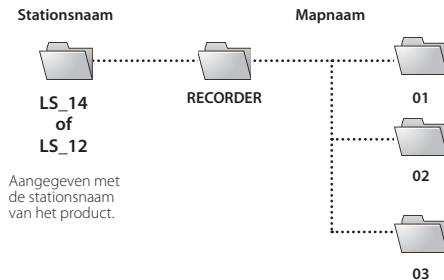 Stationsnaam
Mapnaam
LS_14
of
LS_12
RECORDER
01
02
03
Aangegeven met
de stationsnaam
van het product.